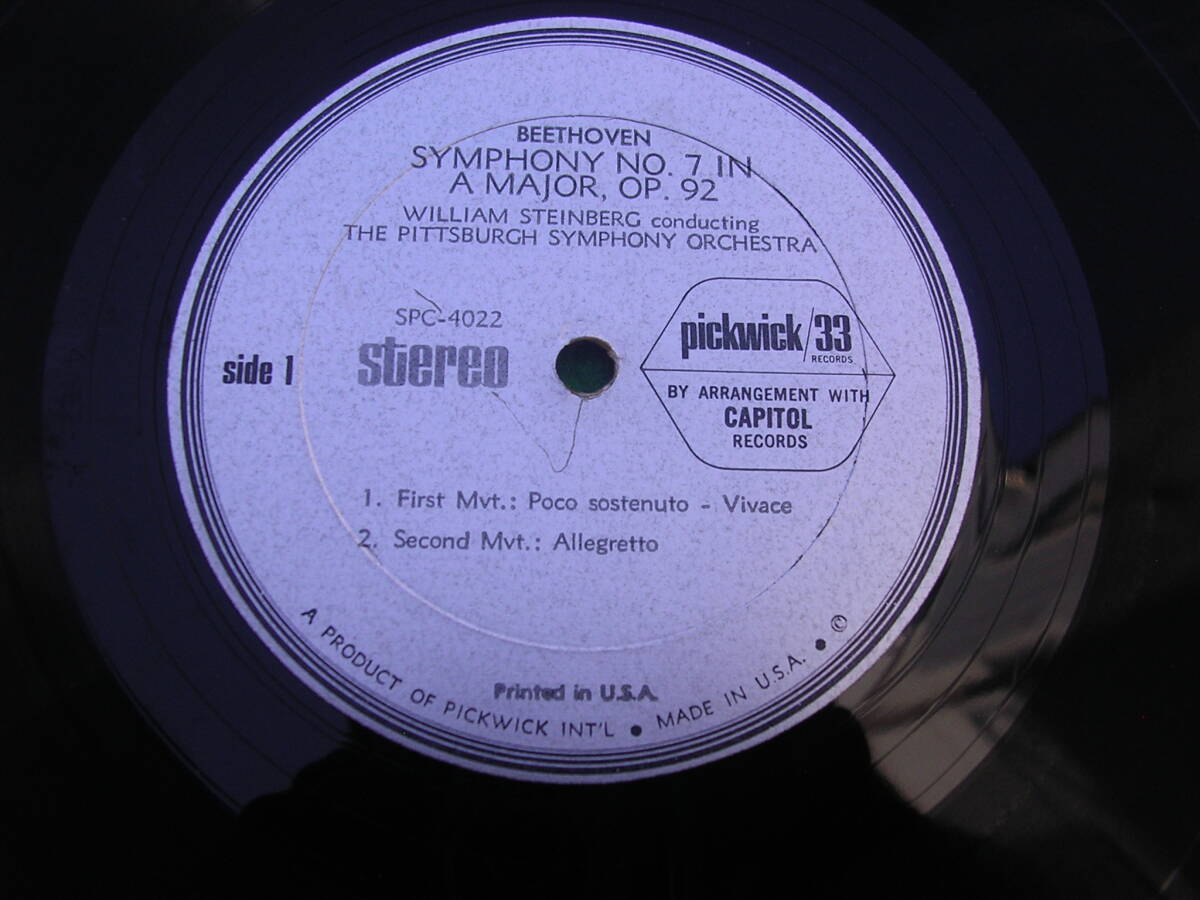 BEETHOVEN
SYMPHONY NO. 7 IN
A MAJOR, OP. 92
WILLIAM STEINBERG conducting
THE PITTSBURGH SYMPHONY ORCHESTRA
SPC-4022
side 1
stereo
pickwick/33
RECORDS
BY ARRANGEMENT WITH
CAPITOL
RECORDS
1. First Mvt.: Poco sostenuto - Vivace
2. Second Mvt.: Allegretto
Printed in U.S.A.
A PRODUCT OF PICKWICK INT'L • MADE IN U.S.A. • ©